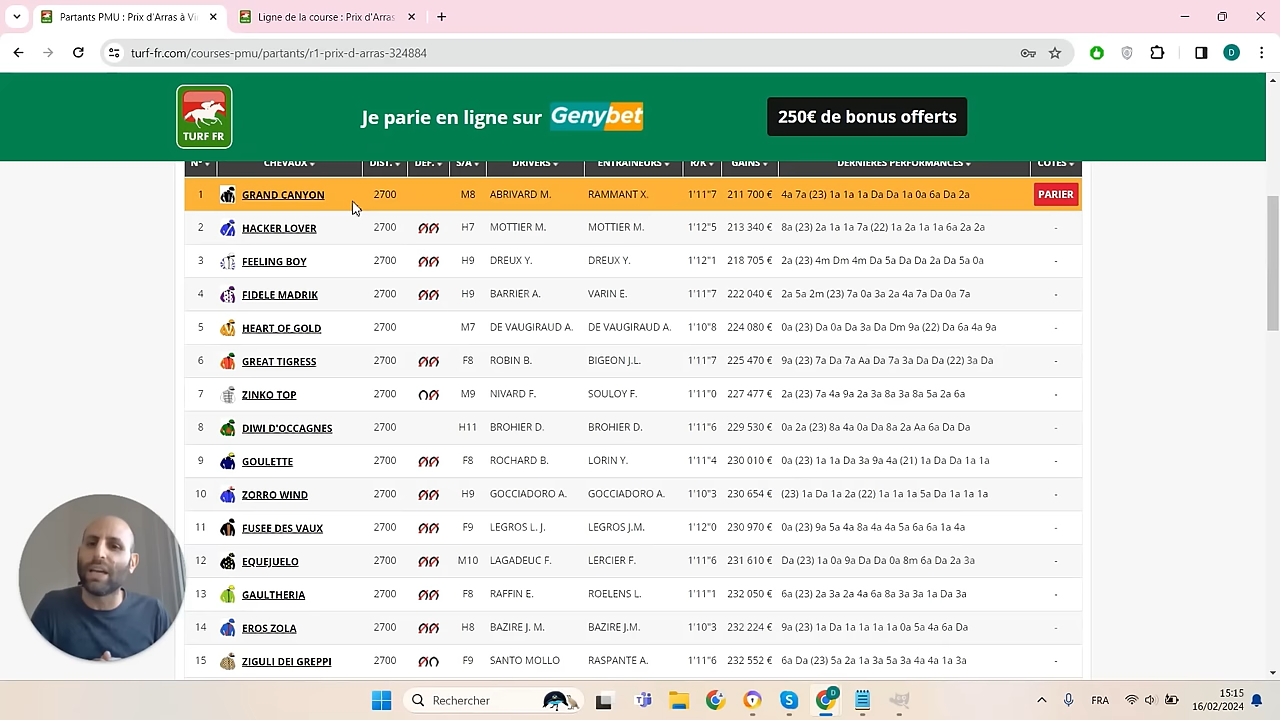 Partants PMU : Prix d'Arras à Vi
Ligne de la course : Prix d'Arras
turf-fr.com/courses-pmu/partants/r1-prix-d-arras-324884
D
TURF FR
Je parie en ligne sur Genybet
250€ de bonus offerts
N° CHEVAUX DIST. DEF. S/A DRIVERS ENTRAINEURS R/K GAINS DERNIÈRES PERFORMANCES COTES
1 GRAND CANYON 2700 M8 ABRIVARD M. RAMMANT X. 1'11"7 211 700 € 4a 7a (23) 1a 1a 1a Da Da 1a 0a 6a Da 2a PARIER
2 HACKER LOVER 2700 H7 MOTTIER M. MOTTIER M. 1'12"5 213 340 € 8a (23) 2a 1a 1a 7a (22) 1a 2a 1a 1a 6a 2a 2a -
3 FEELING BOY 2700 H9 DREUX Y. DREUX Y. 1'12"1 218 705 € 2a (23) 4m Dm 4m Da 5a Da Da 2a Da 5a 0a -
4 FIDELE MADRIK 2700 H9 BARRIER A. VARIN E. 1'11"7 222 040 € 2a 5a 2m (23) 7a 0a 3a 2a 4a 7a Da 0a 7a -
5 HEART OF GOLD 2700 M7 DE VAUGIRAUD A. DE VAUGIRAUD A. 1'10"8 224 080 € 0a (23) Da 0a Da 3a Da Dm 9a (22) Da 6a 4a 9a -
6 GREAT TIGRESS 2700 F8 ROBIN B. BIGEON J.L. 1'11"7 225 470 € 9a (23) 7a Da 7a Aa Da 7a 3a Da Da (22) 3a Da -
7 ZINKO TOP 2700 M9 NIVARD F. SOULOY F. 1'11"0 227 477 € 2a (23) 7a 4a 9a 2a 3a 8a 3a 8a 5a 2a 6a -
8 DIWI D'OCCAGNES 2700 H11 BROHIER D. BROHIER D. 1'11"6 229 530 € 0a 2a (23) 8a 4a 0a Da 8a 2a Aa 6a Da Da -
9 GOULETTE 2700 F8 ROCHARD B. LORIN Y. 1'11"4 230 010 € 0a (23) 1a 1a Da 3a 9a 4a (21) 1a Da Da 1a 1a -
10 ZORRO WIND 2700 H9 GOCCIADORO A. GOCCIADORO A. 1'10"3 230 654 € (23) 1a Da 1a 2a (22) 1a 1a 1a 5a Da 1a 1a 1a -
11 FUSEE DES VAUX 2700 F9 LEGROS L. J. LEGROS J.M. 1'12"0 230 970 € 0a (23) 9a 5a 4a 8a 4a 4a 5a 6a 6a 1a 4a -
12 EQUEJUELO 2700 M10 LAGADEUC F. LERCIER F. 1'11"6 231 610 € Da (23) 1a 0a 9a Da Da 0a 8m 6a Da 2a 3a -
13 GAULTHERIA 2700 F8 RAFFIN E. ROELENS L. 1'11"1 232 050 € 6a (23) 2a 3a 2a 4a 6a 8a 3a 3a 1a Da 3a -
14 EROS ZOLA 2700 H8 BAZIRE J. M. BAZIRE J.M. 1'10"3 232 224 € 9a (23) 1a Da 1a 1a 1a 1a 0a 5a 4a 6a Da -
15 ZIGULI DEI GREPPI 2700 F9 SANTO MOLLO RASPANTE A. 1'11"6 232 552 € 6a Da (23) 5a 2a 1a 3a 5a 3a 4a 4a 1a 3a -
Rechercher
FRA
15:15
16/02/2024